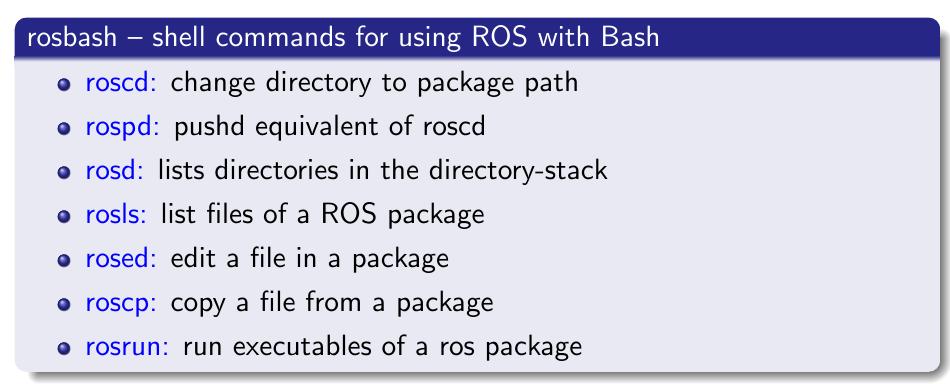 rosbash – shell commands for using ROS with Bash
roscd: change directory to package path
rospd: pushd equivalent of roscd
rosd: lists directories in the directory-stack
rosls: list files of a ROS package
rosed: edit a file in a package
roscp: copy a file from a package
rosrun: run executables of a ros package